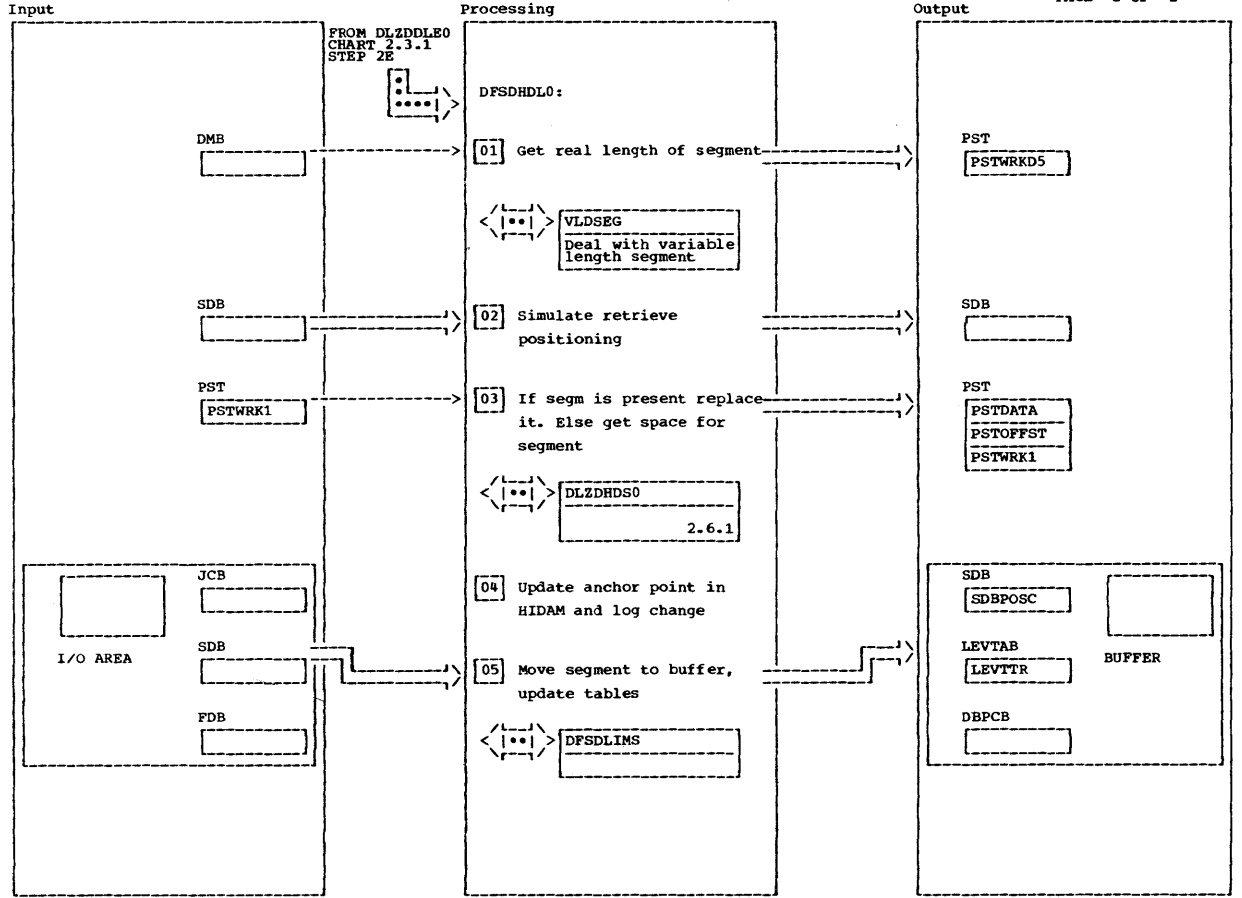 Input
Processing
Output
FROM DLZDDLE0
CHART 2.3.1
STEP 2E
DFSDHDL0:
DMB
01 Get real length of segment
PST
PSTWRKD5
VLDSEG
Deal with variable
length segment
SDB
02 Simulate retrieve
positioning
SDB
PST
PSTWRK1
03 If segm is present replace
it. Else get space for
segment
PST
PSTDATA
PSTOFFST
PSTWRK1
DLZDHDS0
2.6.1
I/O AREA
JCB
04 Update anchor point in
HIDAM and log change
SDB
SDBPOSC
SDB
05 Move segment to buffer,
update tables
LEVTAB
LEVTTR
BUFFER
FDB
DFSDLIMS
DBPCB